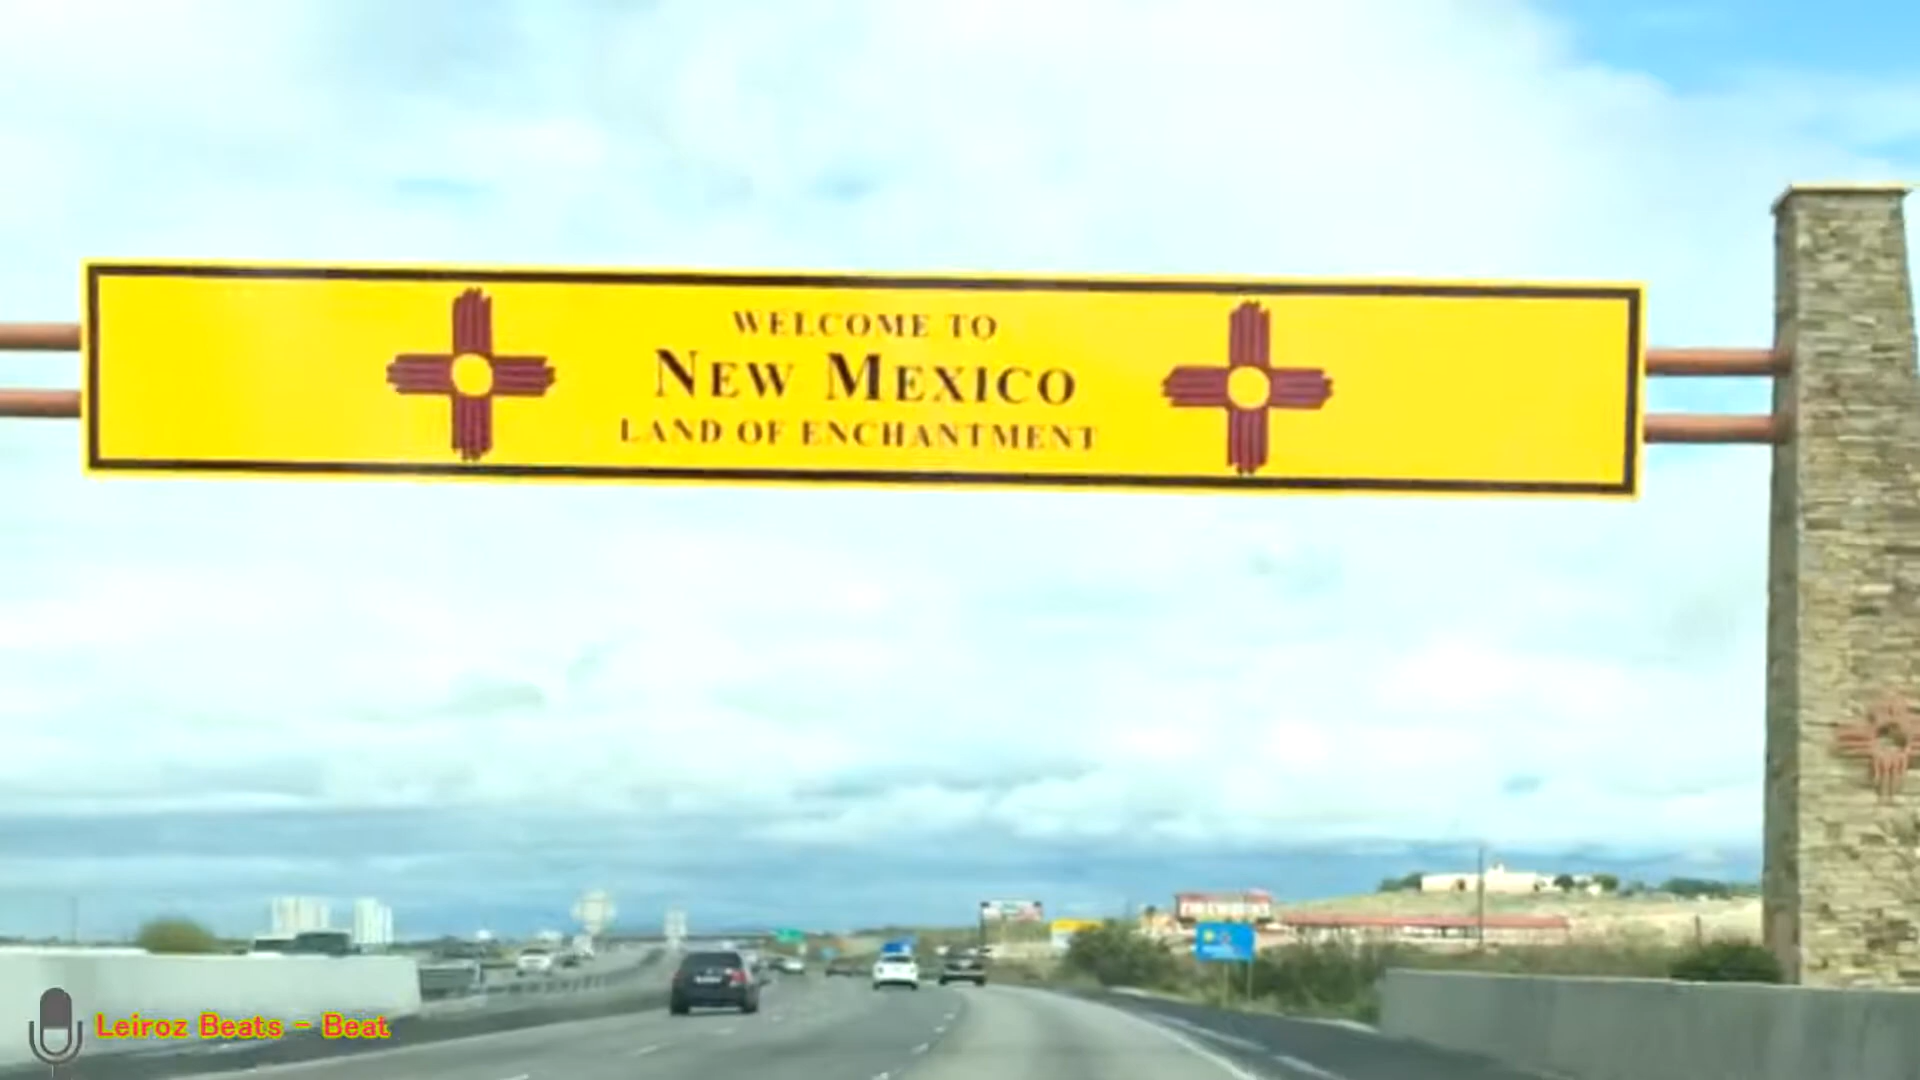 WELCOME TO
NEW MEXICO
LAND OF ENCHANTMENT
Leiroz Beats - Beat